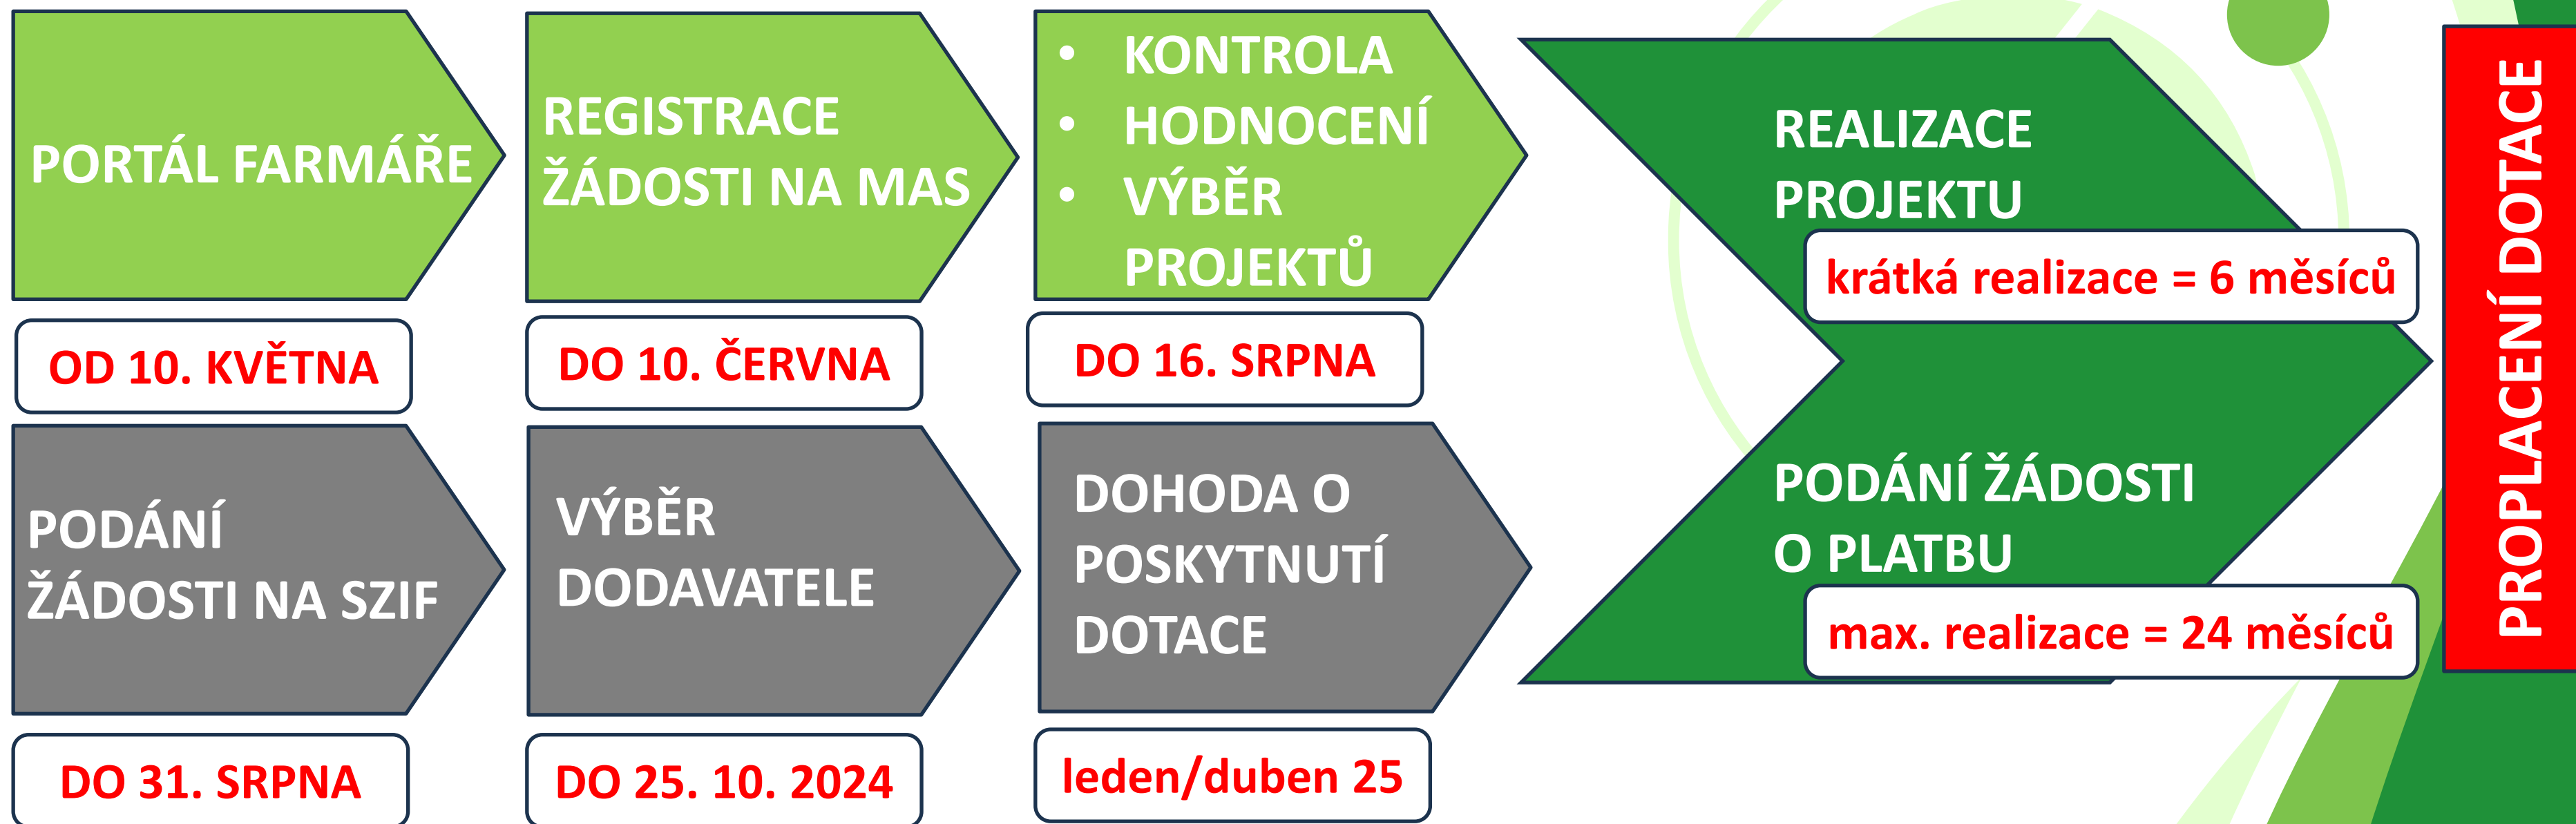 PORTÁL FARMÁŘE
OD 10. KVĚTNA
REGISTRACE
ŽÁDOSTI NA MAS
DO 10. ČERVNA
• KONTROLA
• HODNOCENÍ
• VÝBĚR
PROJEKTŮ
DO 16. SRPNA
PODÁNÍ
ŽÁDOSTI NA SZIF
DO 31. SRPNA
VÝBĚR
DODAVATELE
DO 25. 10. 2024
DOHODA O
POSKYTNUTÍ
DOTACE
leden/duben 25
REALIZACE
PROJEKTU
krátká realizace = 6 měsíců
PODÁNÍ ŽÁDOSTI
O PLATBU
max. realizace = 24 měsíců
PROPLACENÍ DOTACE